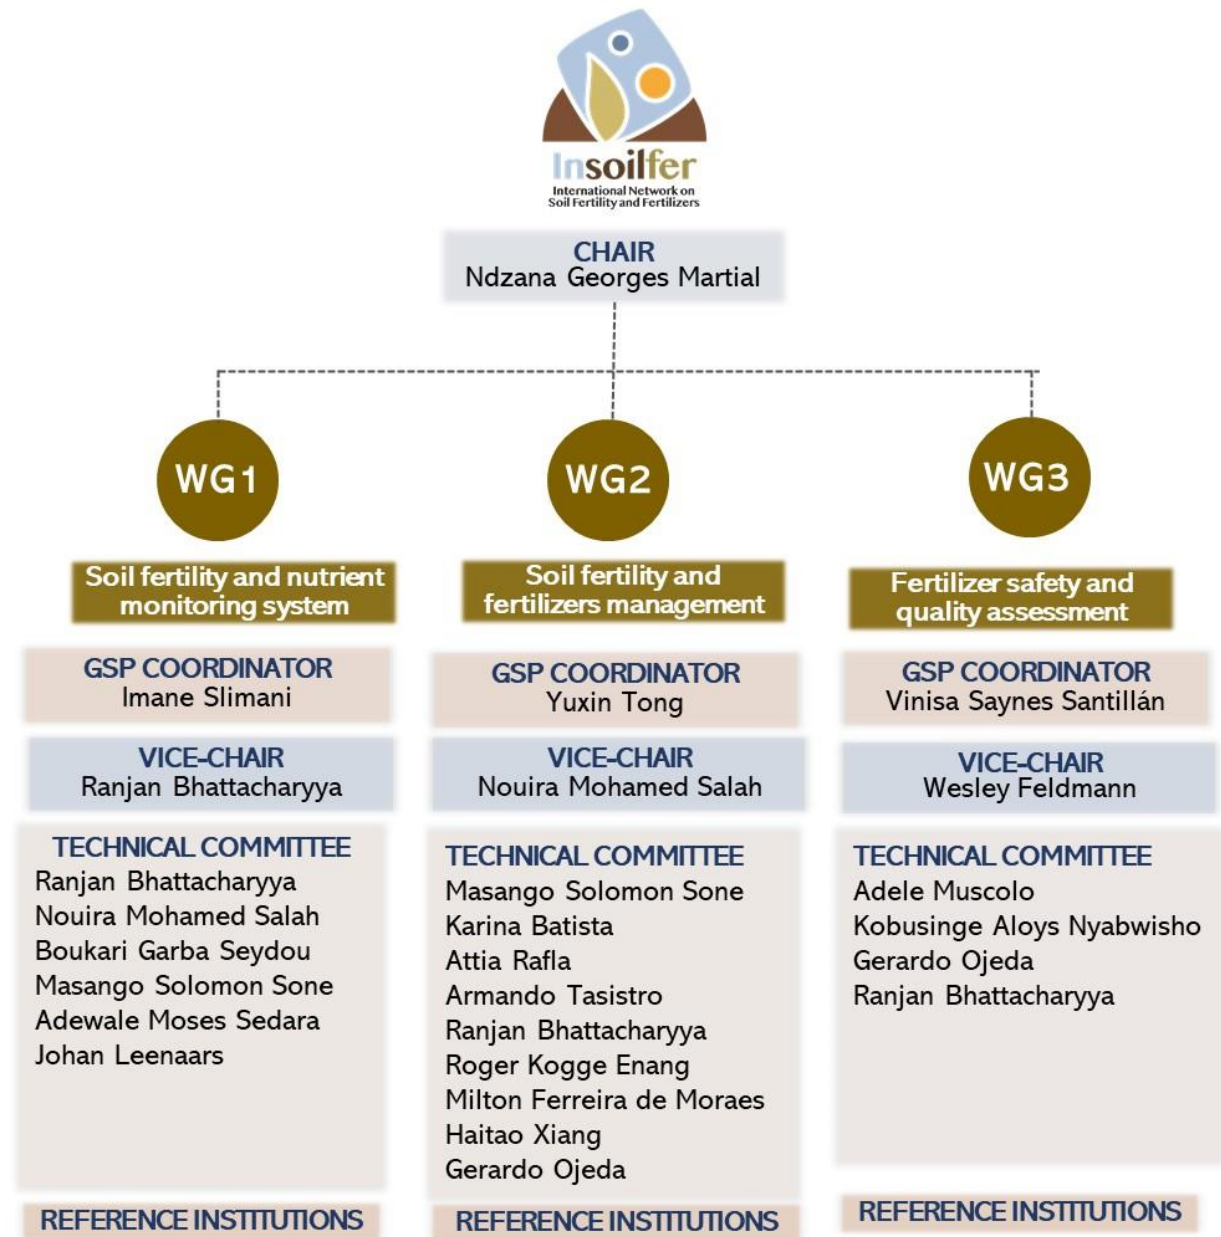 Insoilfer
International Network on
Soil Fertility and Fertilizers
CHAIR
Ndzana Georges Martial
WG1
Soil fertility and nutrient
monitoring system
GSP COORDINATOR
Imane Slimani
VICE-CHAIR
Ranjan Bhattacharyya
TECHNICAL COMMITTEE
Ranjan Bhattacharyya
Nouira Mohamed Salah
Boukari Garba Seydou
Masango Solomon Sone
Adewale Moses Sedara
Johan Leenaars
REFERENCE INSTITUTIONS
WG2
Soil fertility and
fertilizers management
GSP COORDINATOR
Yuxin Tong
VICE-CHAIR
Nouira Mohamed Salah
TECHNICAL COMMITTEE
Masango Solomon Sone
Karina Batista
Attia Rafla
Armando Tasistro
Ranjan Bhattacharyya
Roger Kogge Enang
Milton Ferreira de Moraes
Haitao Xiang
Gerardo Ojeda
REFERENCE INSTITUTIONS
WG3
Fertilizer safety and
quality assessment
GSP COORDINATOR
Vinisa Saynes Santillán
VICE-CHAIR
Wesley Feldmann
TECHNICAL COMMITTEE
Adele Muscolo
Kobusinge Aloys Nyabwisho
Gerardo Ojeda
Ranjan Bhattacharyya
REFERENCE INSTITUTIONS